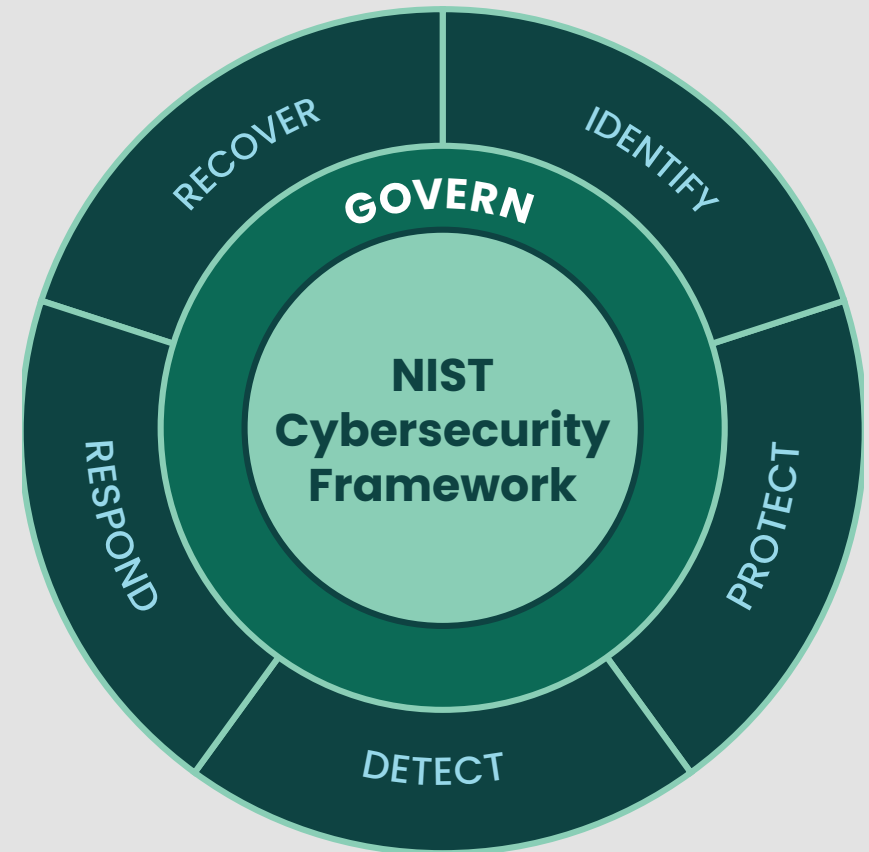 RECOVER
IDENTIFY
GOVERN
NIST
Cybersecurity
Framework
RESPOND
PROTECT
DETECT